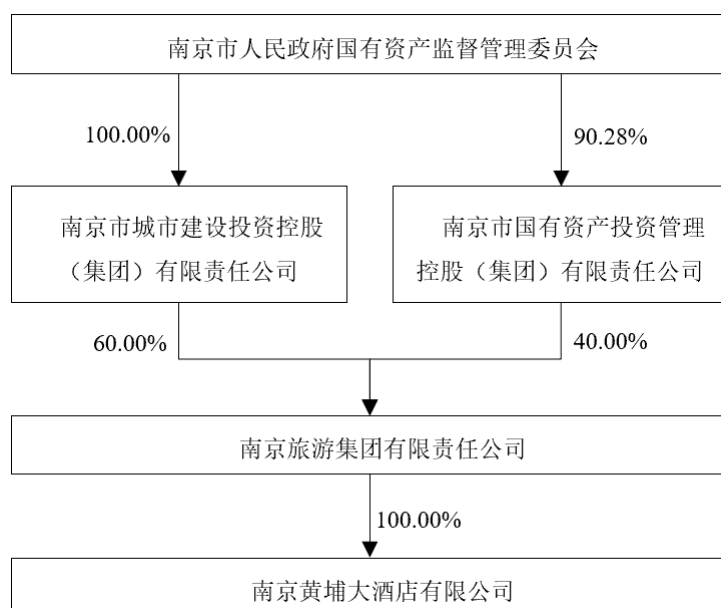 南京市人民政府国有资产监督管理委员会
100.00%
90.28%
南京市城市建设投资控股
（集团）有限责任公司
南京市国有资产投资管理
控股（集团）有限责任公司
60.00%
40.00%
南京旅游集团有限责任公司
100.00%
南京黄埔大酒店有限公司